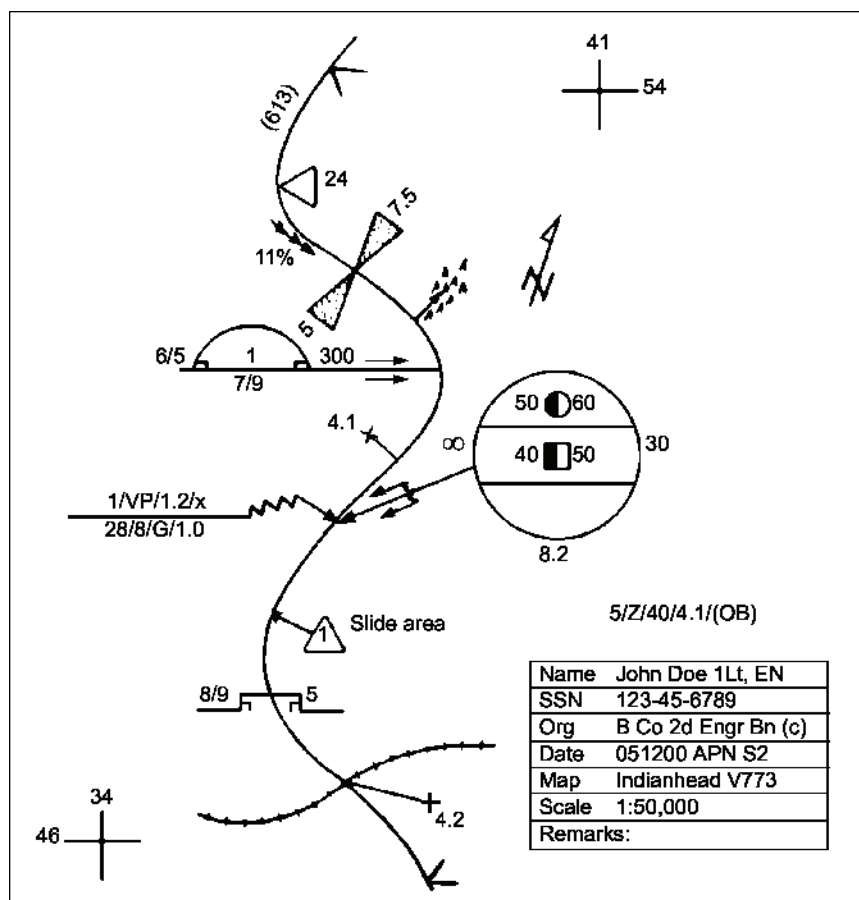 41
54
(613)
24
7.5
11%
N
5
6/5 1 300
7/9
50 60
4.1
∞
40 50
30
1/VP/1.2/x
28/8/G/1.0
8.2
5/Z/40/4.1/(OB)
1 Slide area
Name John Doe 1Lt, EN
SSN 123-45-6789
8/9 5
Org B Co 2d Engr Bn (c)
Date 051200 APN S2
Map Indianhead V773
34
Scale 1:50,000
4.2
46
Remarks: